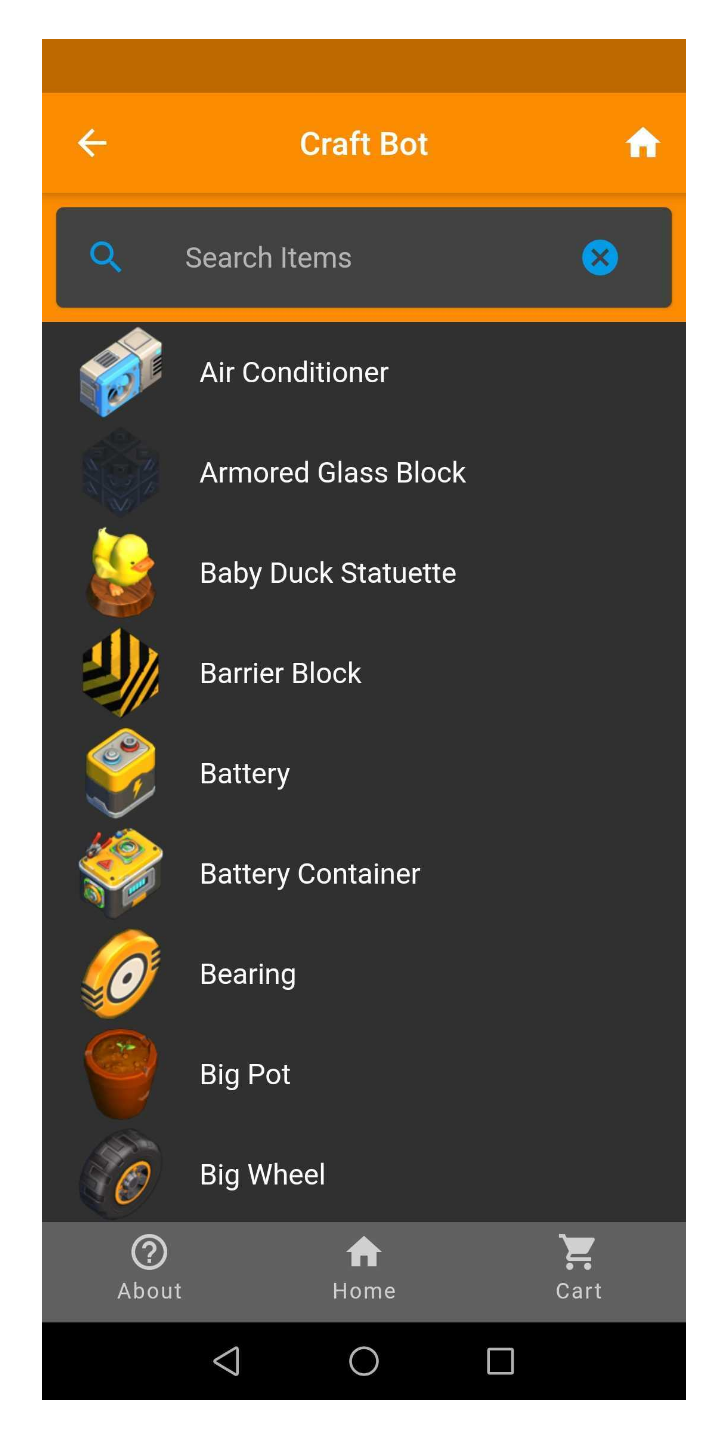 Craft Bot
Search Items
Air Conditioner
Armored Glass Block
Baby Duck Statuette
Barrier Block
Battery
Battery Container
Bearing
Big Pot
Big Wheel
About
Home
Cart